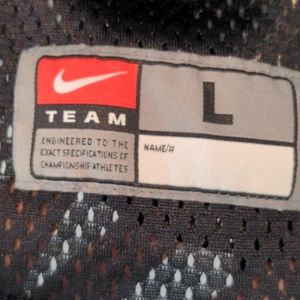 TEAM
L
ENGINEERED TO THE
EXACT SPECIFICATIONS OF
CHAMPIONSHIP ATHLETES
NAME/#